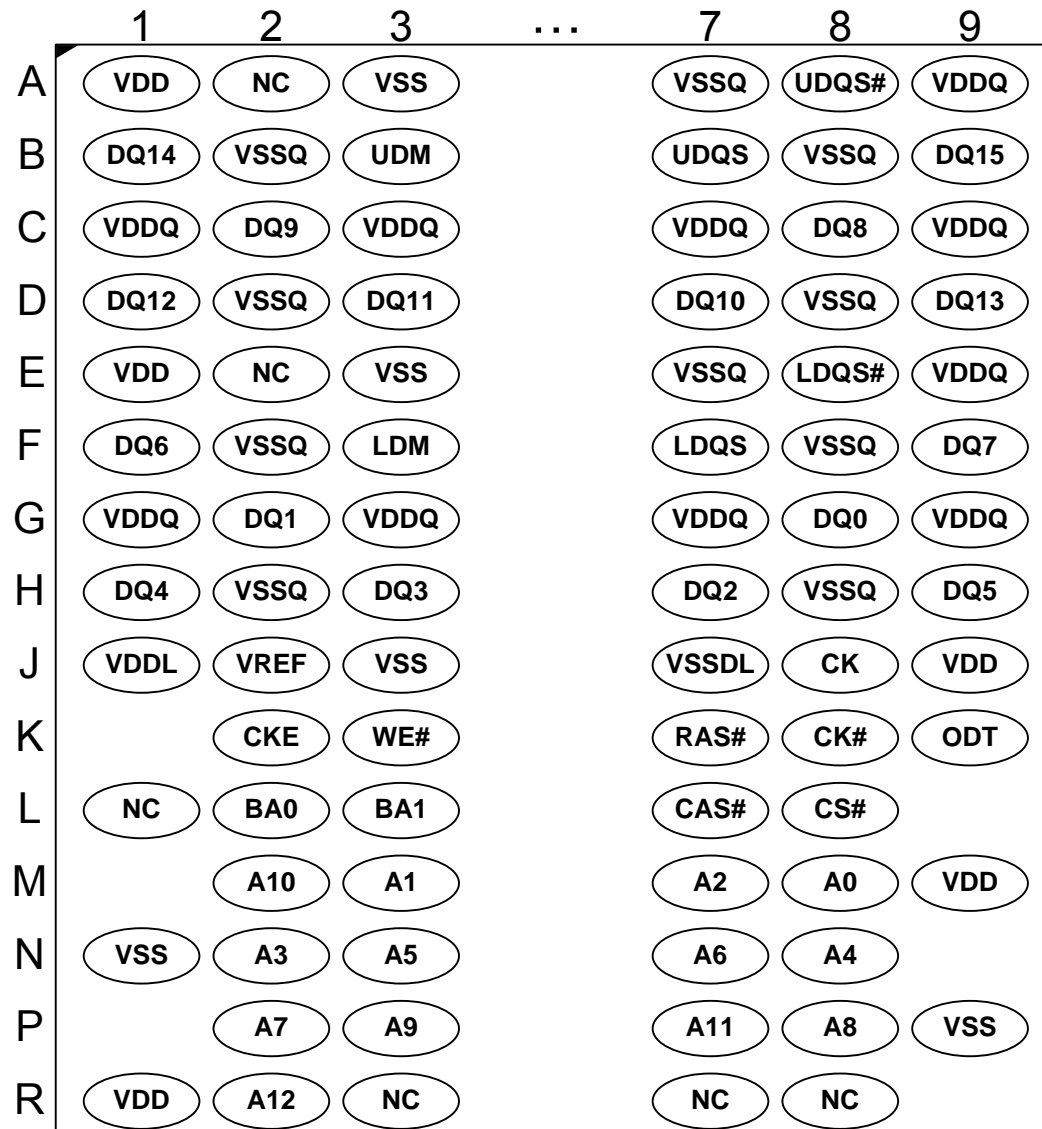 1 2 3 ... 7 8 9
A VDD NC VSS VSSQ UDQS# VDDQ
B DQ14 VSSQ UDM UDQS VSSQ DQ15
C VDDQ DQ9 VDDQ VDDQ DQ8 VDDQ
D DQ12 VSSQ DQ11 DQ10 VSSQ DQ13
E VDD NC VSS VSSQ LDQS# VDDQ
F DQ6 VSSQ LDM LDQS VSSQ DQ7
G VDDQ DQ1 VDDQ VDDQ DQ0 VDDQ
H DQ4 VSSQ DQ3 DQ2 VSSQ DQ5
J VDDL VREF VSS VSSDL CK VDD
K CKE WE# RAS# CK# ODT
L NC BA0 BA1 CAS# CS#
M A10 A1 A2 A0 VDD
N VSS A3 A5 A6 A4
P A7 A9 A11 A8 VSS
R VDD A12 NC NC NC